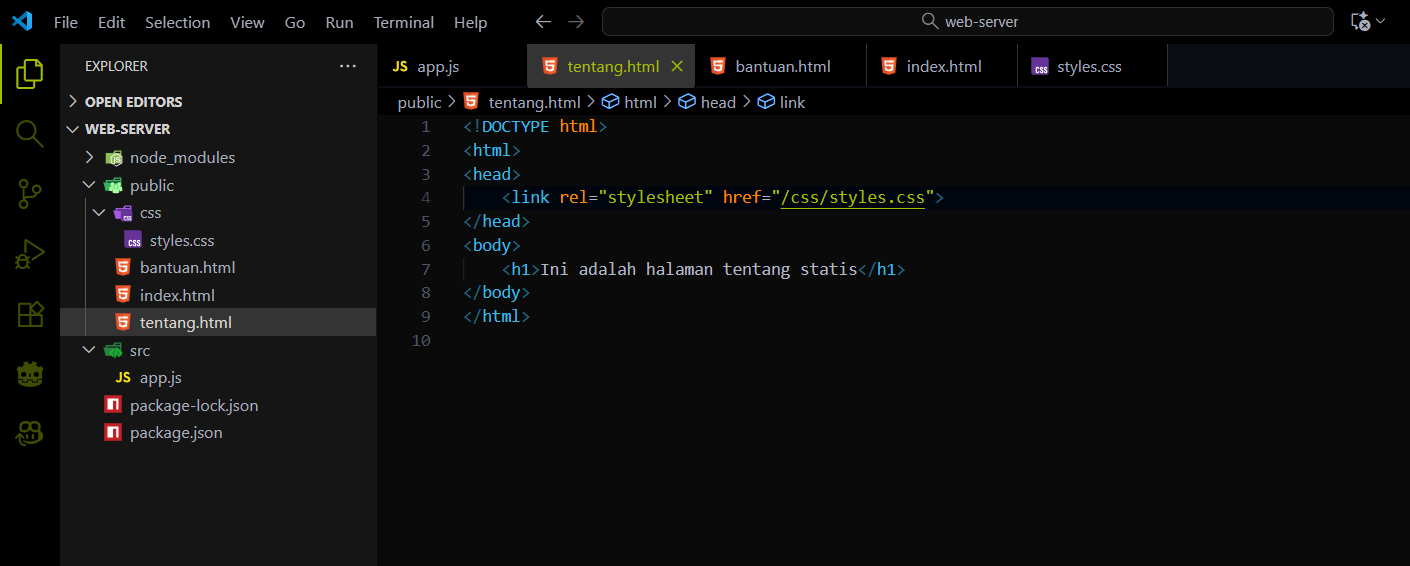 File Edit Selection View Go Run Terminal Help
web-server
EXPLORER
OPEN EDITORS
WEB-SERVER
node_modules
public
css
styles.css
bantuan.html
index.html
tentang.html
src
app.js
package-lock.json
package.json
JS app.js tentang.html bantuan.html index.html styles.css
public > tentang.html > html > head > link
1 <!DOCTYPE html>
2 <html>
3 <head>
4 <link rel="stylesheet" href="/css/styles.css">
5 </head>
6 <body>
7 <h1>Ini adalah halaman tentang statis</h1>
8 </body>
9 </html>
10